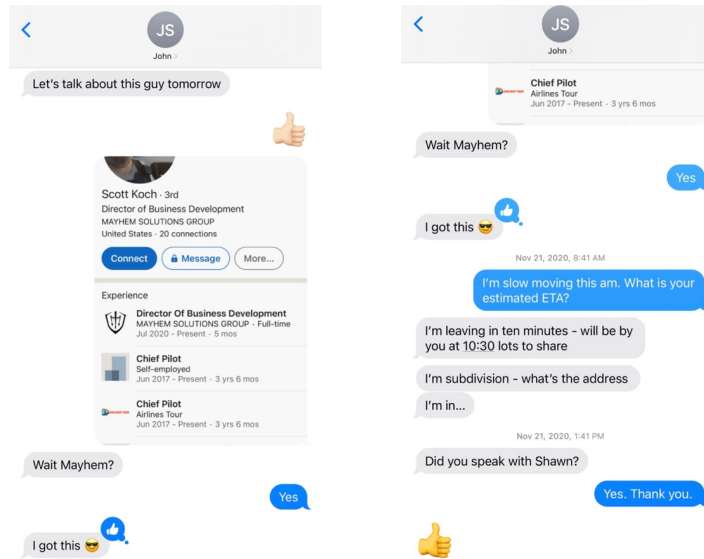 JS
John >
Let's talk about this guy tomorrow
Scott Koch · 3rd
Director of Business Development
MAYHEM SOLUTIONS GROUP
United States · 20 connections
Connect
Message
More...
Experience
Director Of Business Development
MAYHEM SOLUTIONS GROUP · Full-time
Jul 2020 - Present · 5 mos
Chief Pilot
Self-employed
Jun 2017 - Present · 3 yrs 6 mos
Chief Pilot
Airlines Tour
Jun 2017 - Present · 3 yrs 6 mos
Wait Mayhem?
Yes
I got this 😎
JS
John >
Chief Pilot
Airlines Tour
Jun 2017 - Present · 3 yrs 6 mos
Wait Mayhem?
Yes
I got this 😎
Nov 21, 2020, 8:41 AM
I'm slow moving this am. What is your
estimated ETA?
I'm leaving in ten minutes - will be by
you at 10:30 lots to share
I'm subdivision - what's the address
I'm in...
Nov 21, 2020, 1:41 PM
Did you speak with Shawn?
Yes. Thank you.